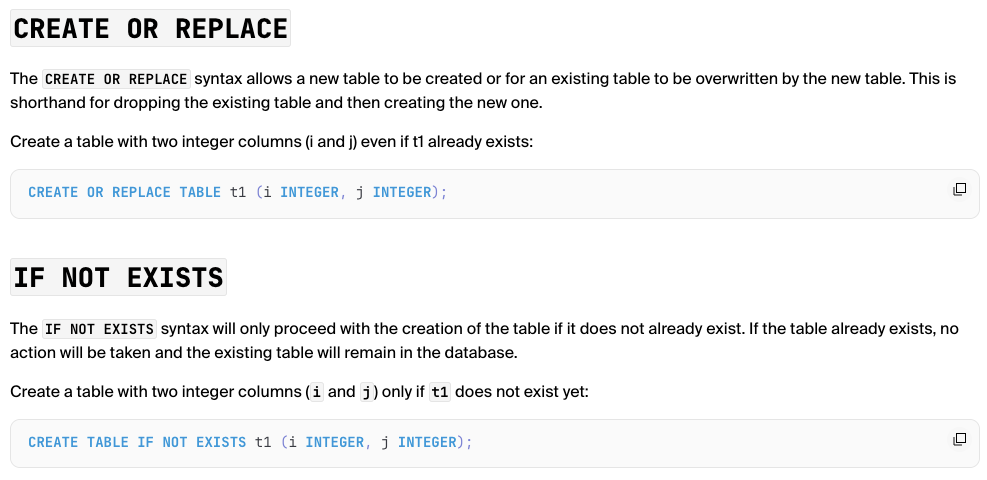 CREATE OR REPLACE
The CREATE OR REPLACE syntax allows a new table to be created or for an existing table to be overwritten by the new table. This is
shorthand for dropping the existing table and then creating the new one.
Create a table with two integer columns (i and j) even if t1 already exists:
CREATE OR REPLACE TABLE t1 (i INTEGER, j INTEGER);
IF NOT EXISTS
The IF NOT EXISTS syntax will only proceed with the creation of the table if it does not already exist. If the table already exists, no
action will be taken and the existing table will remain in the database.
Create a table with two integer columns (i and j) only if t1 does not exist yet:
CREATE TABLE IF NOT EXISTS t1 (i INTEGER, j INTEGER);